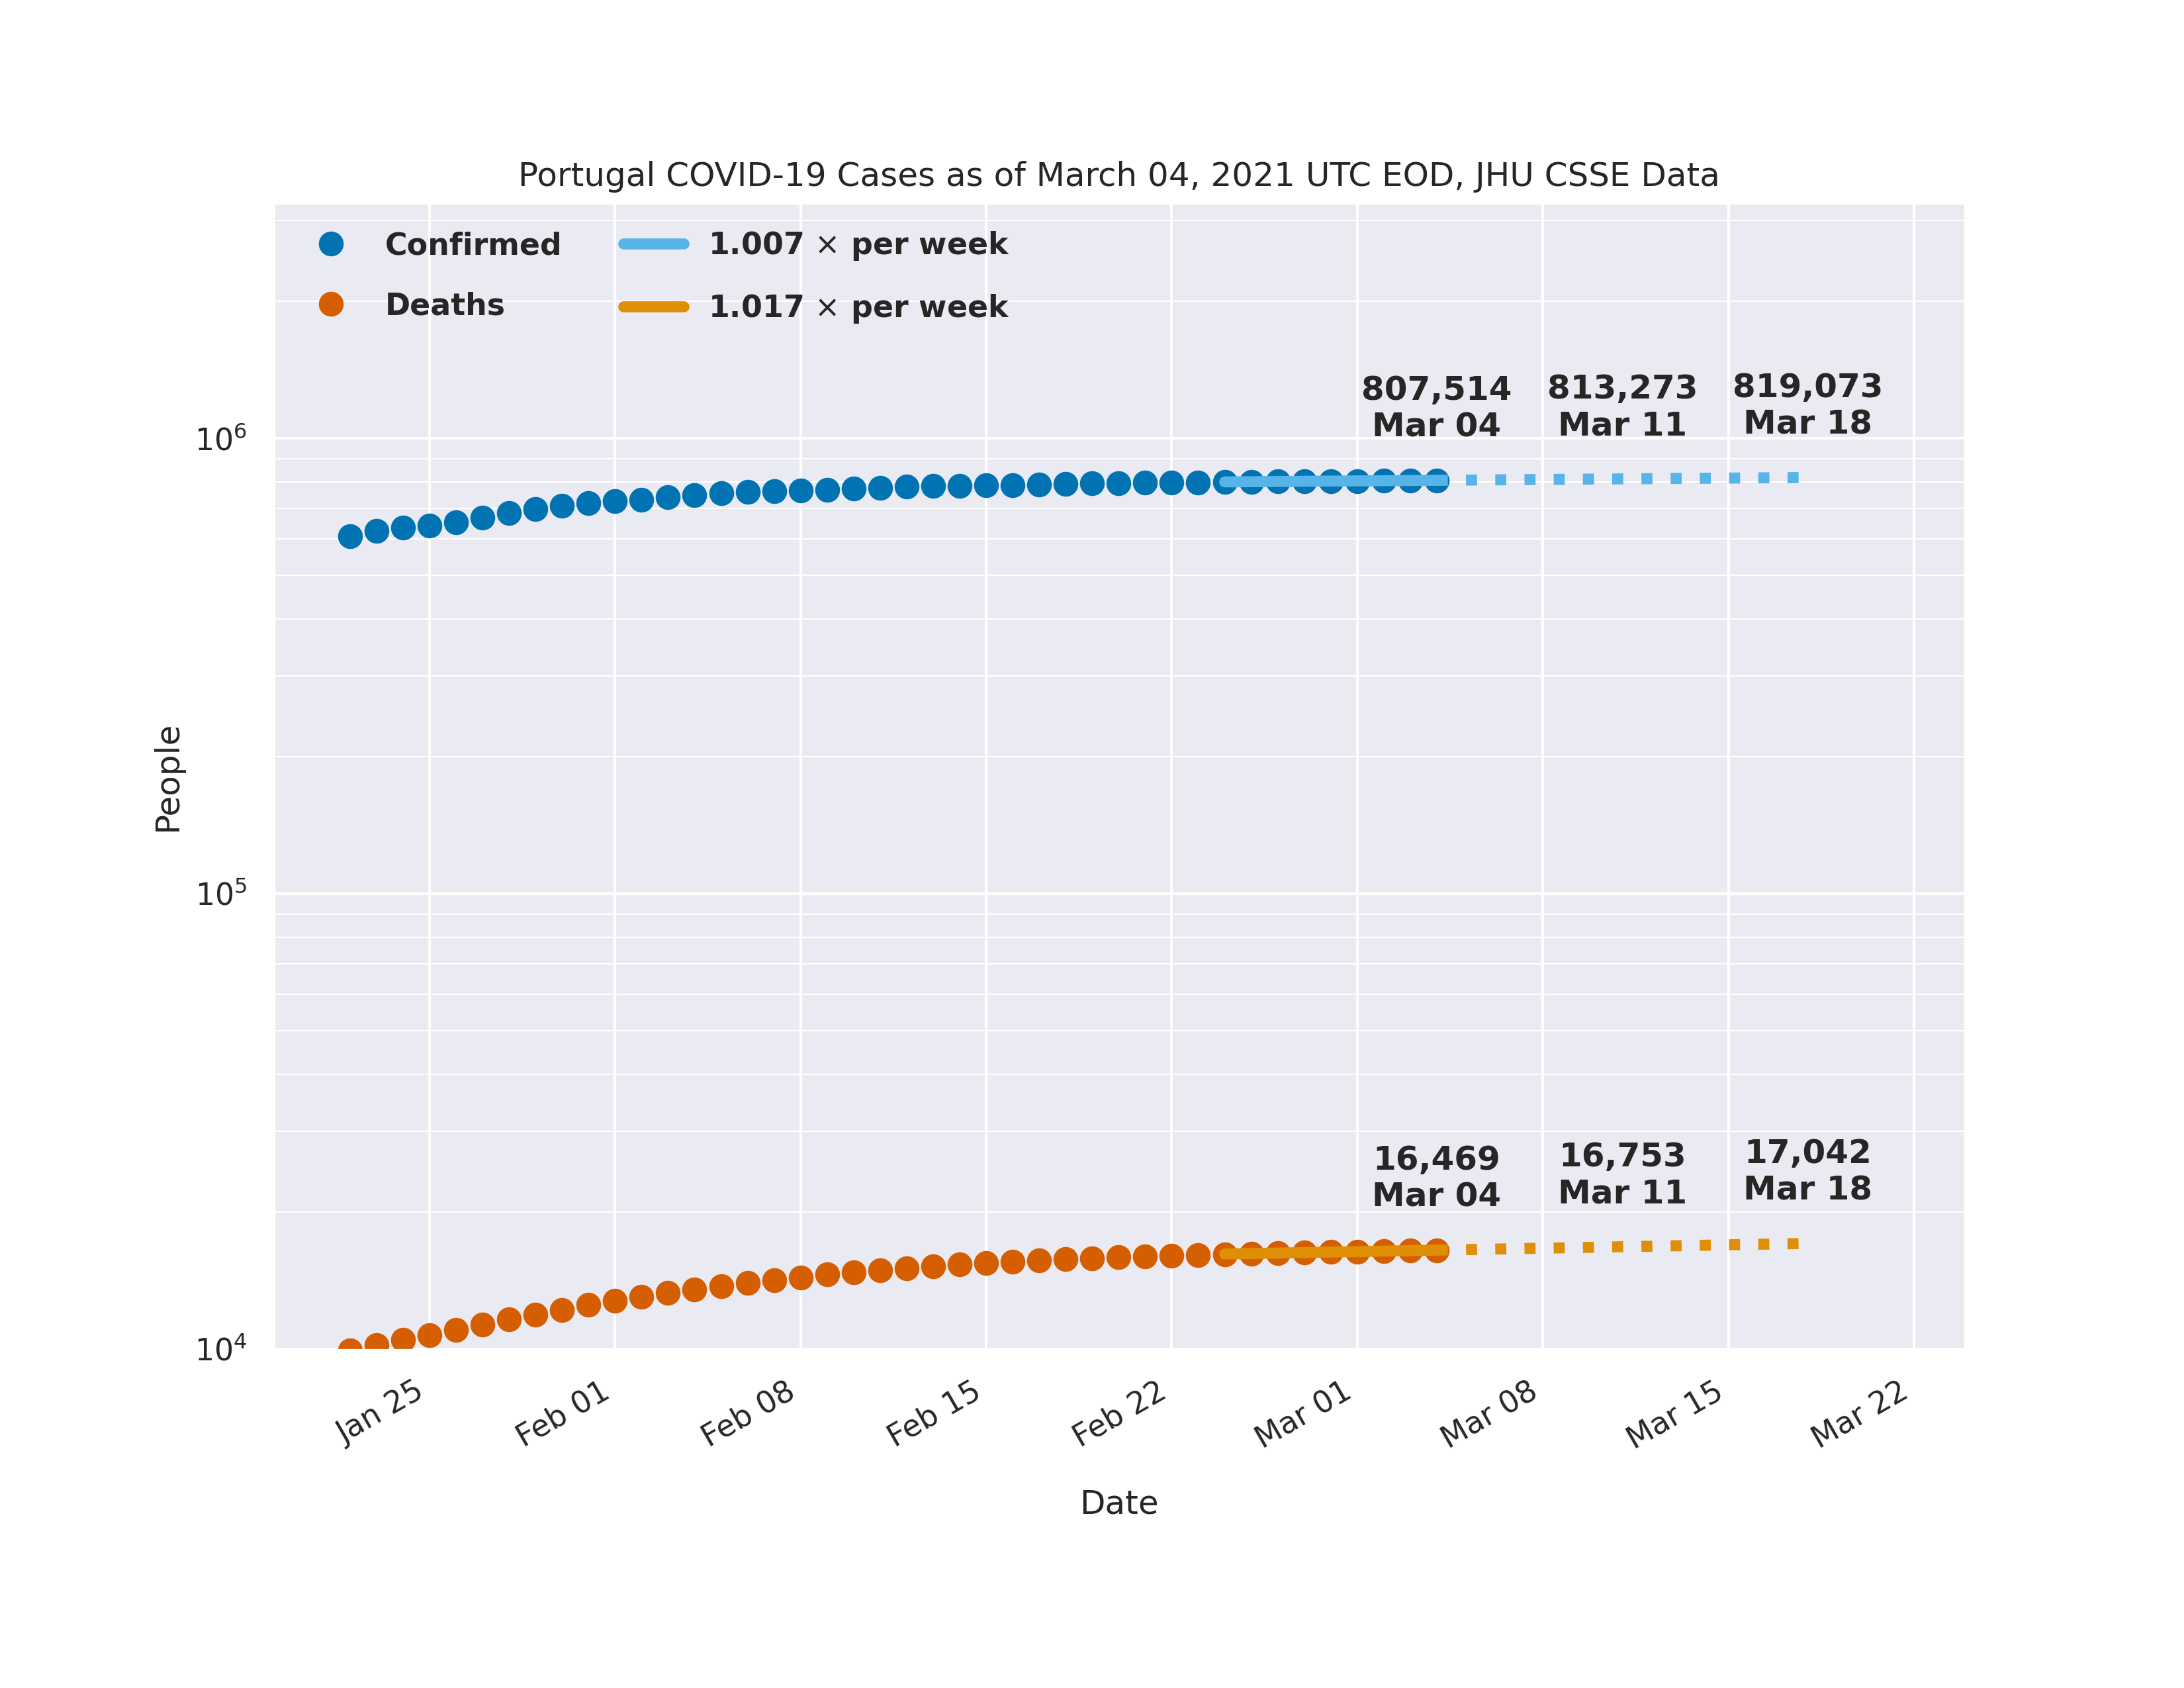 Portugal COVID-19 Cases as of March 04, 2021 UTC EOD, JHU CSSE Data
Confirmed
Deaths
1.007 × per week
1.017 × per week
807,514
Mar 04
813,273
Mar 11
819,073
Mar 18
16,469
Mar 04
16,753
Mar 11
17,042
Mar 18
People
10⁶
10⁵
10⁴
Jan 25
Feb 01
Feb 08
Feb 15
Feb 22
Mar 01
Mar 08
Mar 15
Mar 22
Date